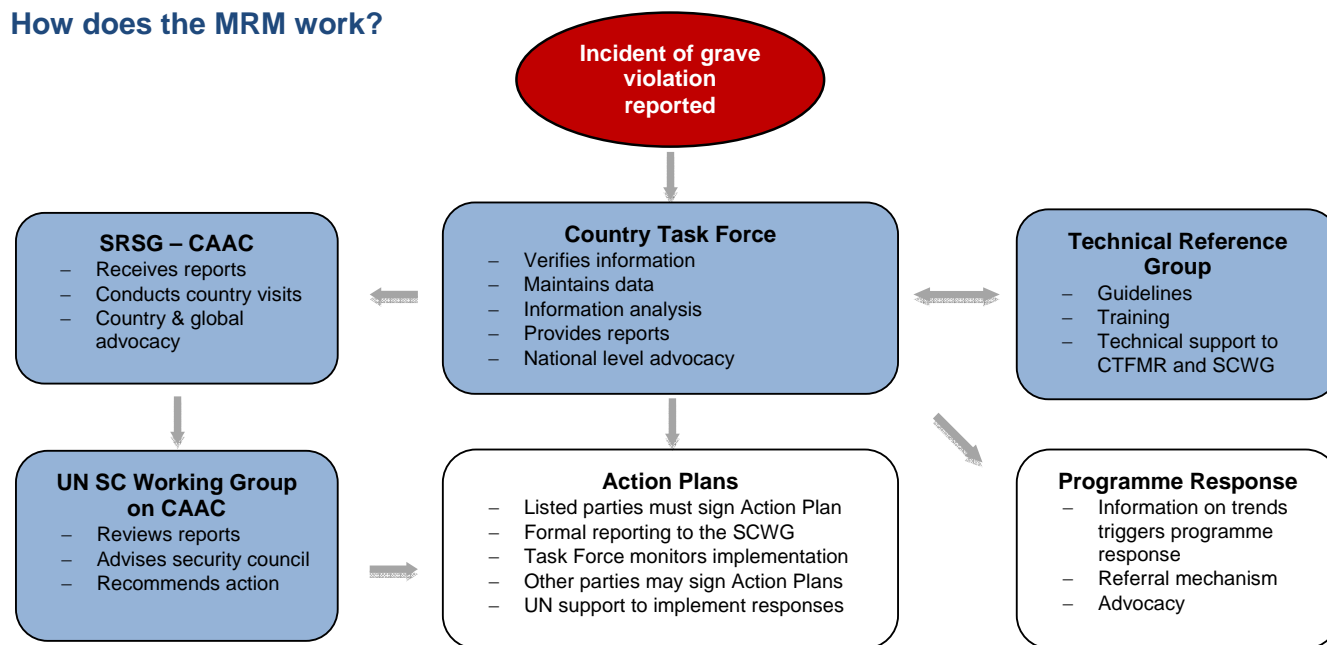 How does the MRM work?
Incident of grave
violation
reported
SRSG – CAAC
– Receives reports
– Conducts country visits
– Country & global
advocacy
Country Task Force
– Verifies information
– Maintains data
– Information analysis
– Provides reports
– National level advocacy
Technical Reference
Group
– Guidelines
– Training
– Technical support to
CTFMR and SCWG
UN SC Working Group
on CAAC
– Reviews reports
– Advises security council
– Recommends action
Action Plans
– Listed parties must sign Action Plan
– Formal reporting to the SCWG
– Task Force monitors implementation
– Other parties may sign Action Plans
– UN support to implement responses
Programme Response
– Information on trends
triggers programme
response
– Referral mechanism
– Advocacy